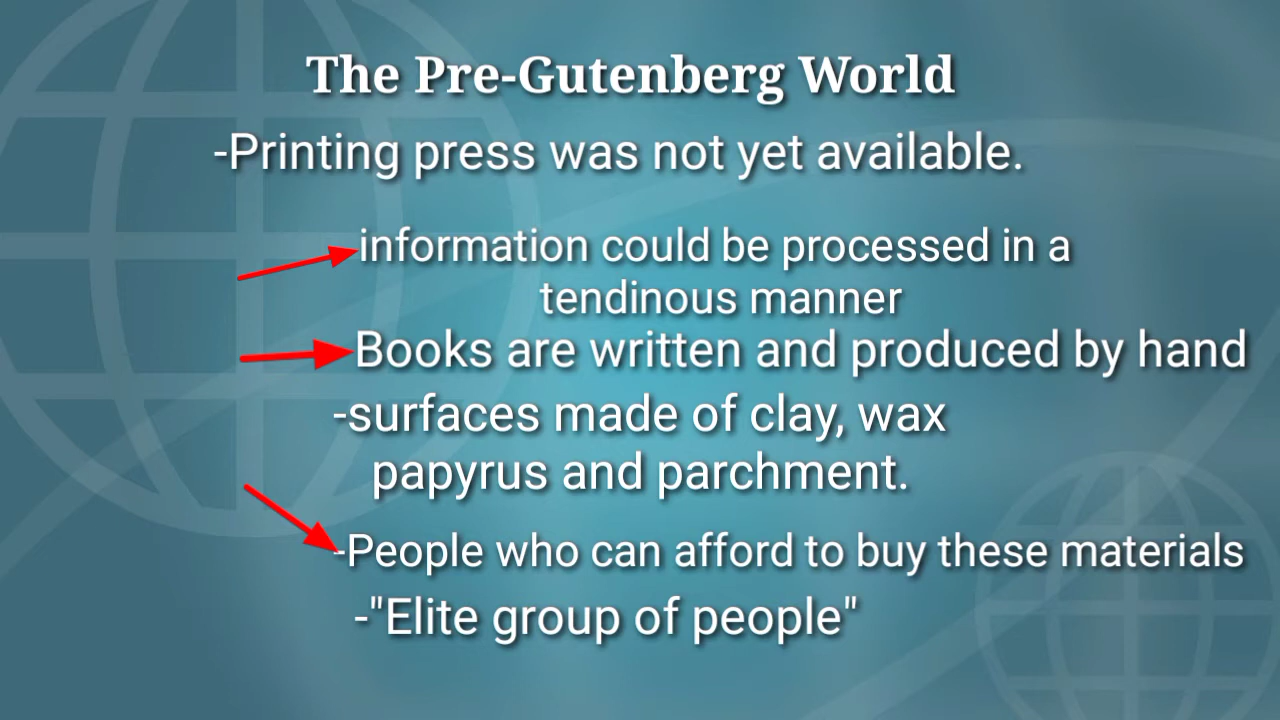 The Pre-Gutenberg World
-Printing press was not yet available.
information could be processed in a
tendinous manner
Books are written and produced by hand
-surfaces made of clay, wax
papyrus and parchment.
-People who can afford to buy these materials
-"Elite group of people"